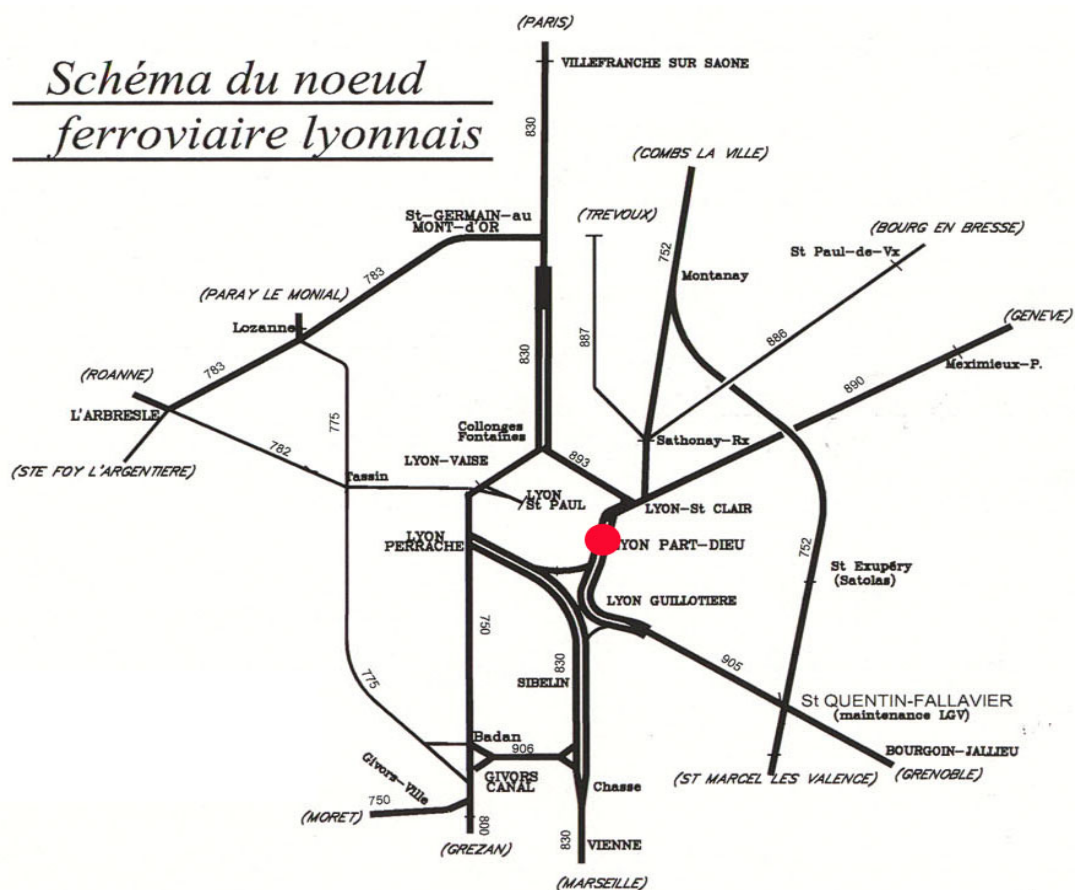 Schéma du noeud
ferroviaire lyonnais
(PARIS)
VILLEFRANCHE SUR SAONE
830
(COMBS LA VILLE)
(TREVOUX)
St-GERMAIN-au
MONT-d'OR
752
(BOURG EN BRESSE)
St Paul-de-Vx
783
Montanay
(PARAY LE MONIAL)
Lozanne
(GENEVE)
887
886
830
Meximieux-P.
783
(ROANNE)
890
L'ARBRESLE
775
Collonges
Fontaines
Sathonay-Rx
782
893
LYON-VAISE
(STE FOY L'ARGENTIERE)
Tassin
LYON
St PAUL
LYON-St CLAIR
LYON
PERRACHE
LYON PART-DIEU
752
St Exupéry
(Satolas)
LYON GUILLOTIERE
750
830
905
SIBELIN
775
St QUENTIN-FALLAVIER
(maintenance LGV)
Badan
906
BOURGOIN-JALLIEU
Givors-Ville
GIVORS
CANAL
Chasse
(ST MARCEL LES VALENCE)
(GRENOBLE)
750
(MORET)
800
830
VIENNE
(GREZAN)
(MARSEILLE)